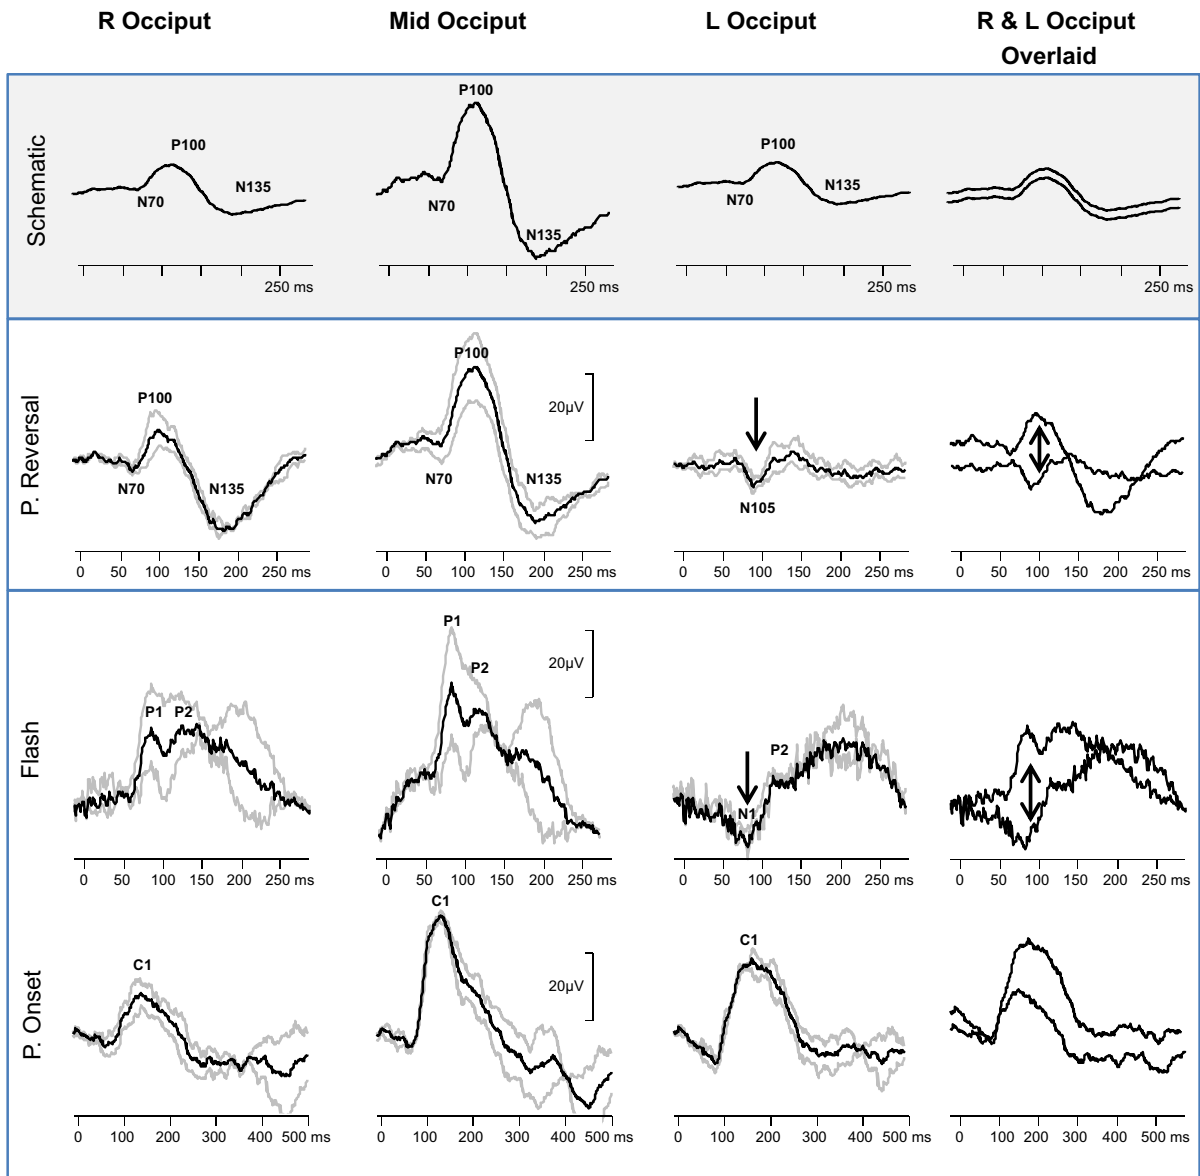 R Occiput Mid Occiput L Occiput R & L Occiput
Overlaid
Schematic
P100 N70 N135
250 ms
P100 N70 N135
250 ms
P100 N70 N135
250 ms
250 ms
P. Reversal
P100 N70 N135
0 50 100 150 200 250 ms
P100 N70 N135
20µV
0 50 100 150 200 250 ms
N105
0 50 100 150 200 250 ms
0 50 100 150 200 250 ms
Flash
P1 P2
0 50 100 150 200 250 ms
P1
P2
20µV
0 50 100 150 200 250 ms
N1
P2
0 50 100 150 200 250 ms
0 50 100 150 200 250 ms
P. Onset
C1
0 100 200 300 400 500 ms
C1
20µV
0 100 200 300 400 500 ms
C1
0 100 200 300 400 500 ms
0 100 200 300 400 500 ms